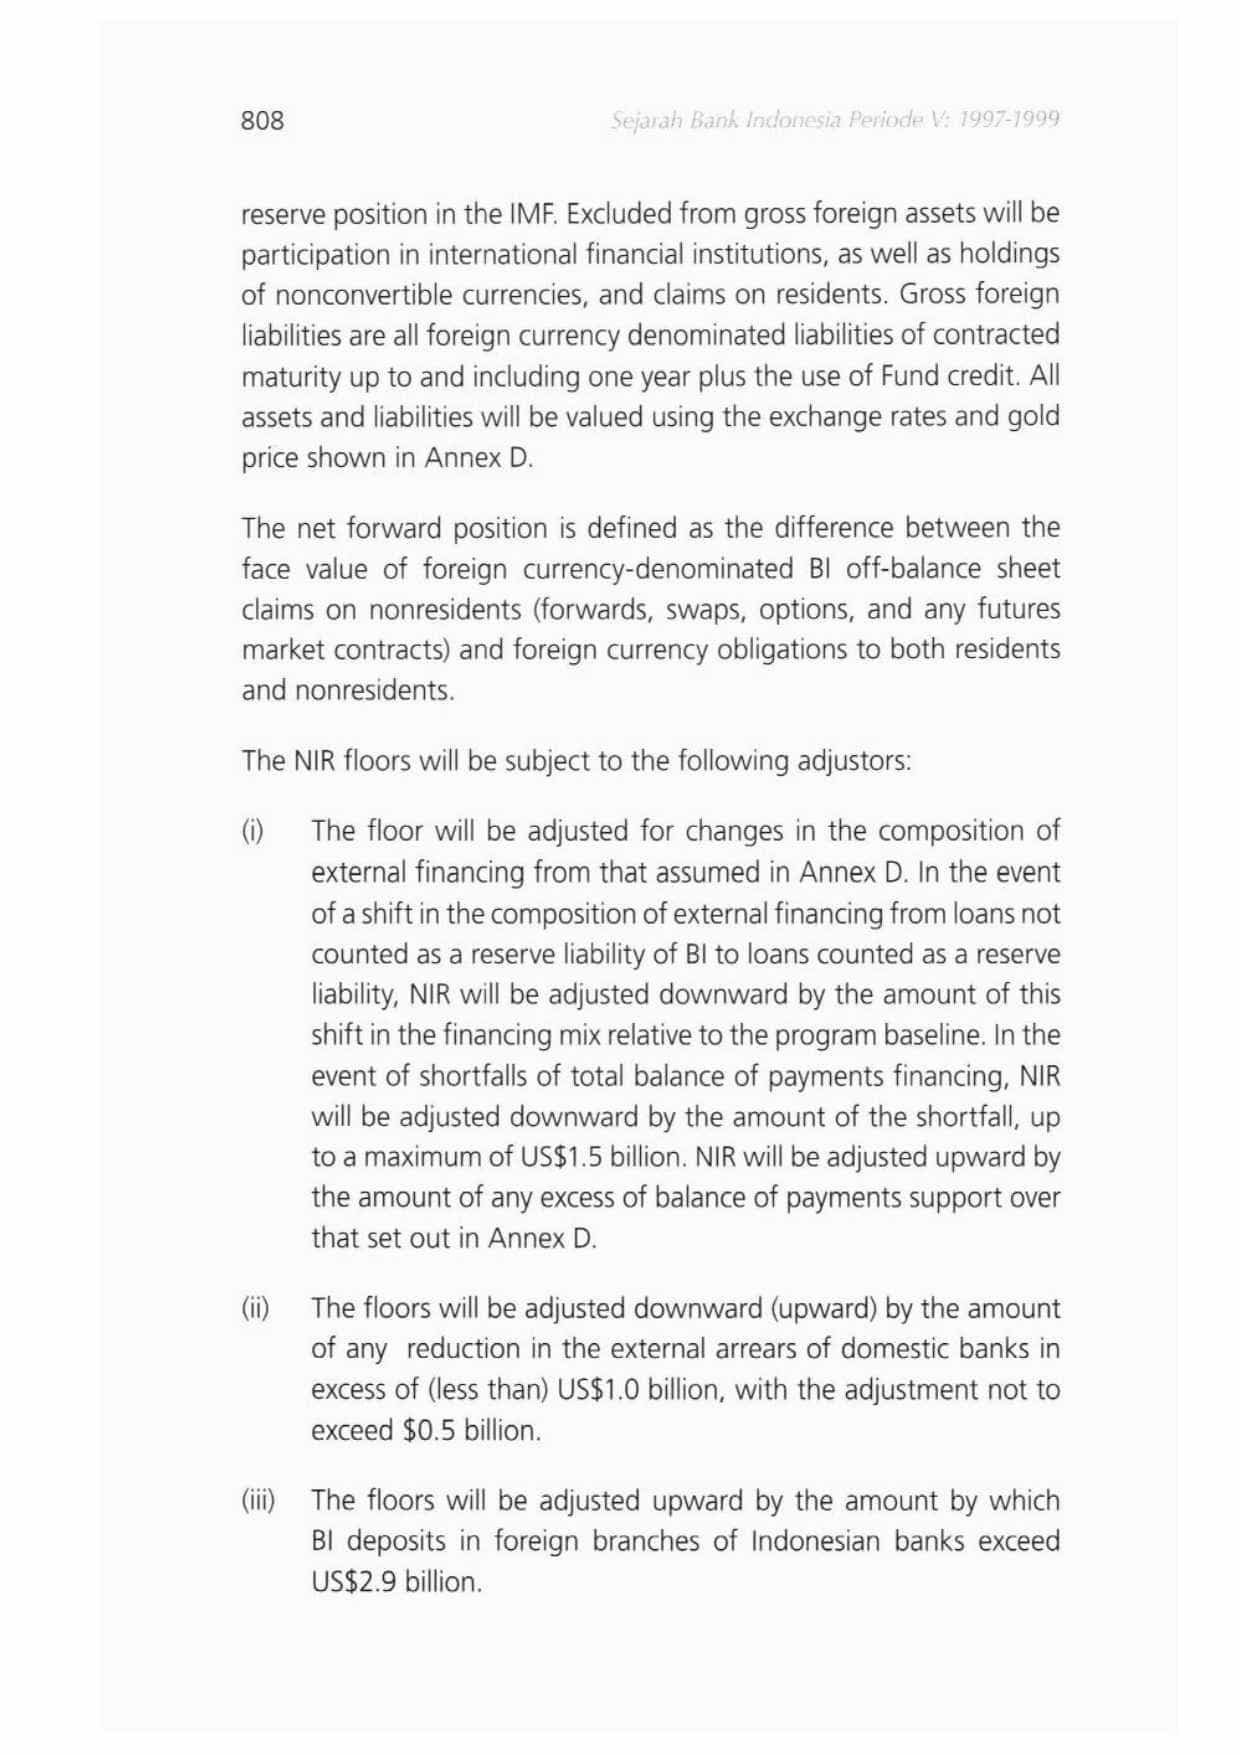 808
Sejarah Bank Indonesia Periode V: 1997-1999
reserve position in the IMF. Excluded from gross foreign assets will be
participation in international financial institutions, as well as holdings
of nonconvertible currencies, and claims on residents. Gross foreign
liabilities are all foreign currency denominated liabilities of contracted
maturity up to and including one year plus the use of Fund credit. All
assets and liabilities will be valued using the exchange rates and gold
price shown in Annex D.
The net forward position is defined as the difference between the
face value of foreign currency-denominated BI off-balance sheet
claims on nonresidents (forwards, swaps, options, and any futures
market contracts) and foreign currency obligations to both residents
and nonresidents.
The NIR floors will be subject to the following adjustors:
(i) The floor will be adjusted for changes in the composition of
external financing from that assumed in Annex D. In the event
of a shift in the composition of external financing from loans not
counted as a reserve liability of BI to loans counted as a reserve
liability, NIR will be adjusted downward by the amount of this
shift in the financing mix relative to the program baseline. In the
event of shortfalls of total balance of payments financing, NIR
will be adjusted downward by the amount of the shortfall, up
to a maximum of US$1.5 billion. NIR will be adjusted upward by
the amount of any excess of balance of payments support over
that set out in Annex D.
(ii) The floors will be adjusted downward (upward) by the amount
of any reduction in the external arrears of domestic banks in
excess of (less than) US$1.0 billion, with the adjustment not to
exceed $0.5 billion.
(iii) The floors will be adjusted upward by the amount by which
BI deposits in foreign branches of Indonesian banks exceed
US$2.9 billion.